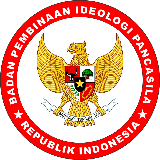 BADAN PEMBINAAN IDEOLOGI PANCASILA
★ REPUBLIK INDONESIA ★